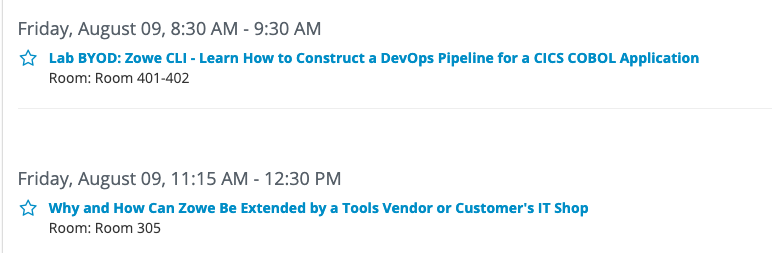 Friday, August 09, 8:30 AM - 9:30 AM
Lab BYOD: Zowe CLI - Learn How to Construct a DevOps Pipeline for a CICS COBOL Application
Room: Room 401-402
Friday, August 09, 11:15 AM - 12:30 PM
Why and How Can Zowe Be Extended by a Tools Vendor or Customer's IT Shop
Room: Room 305